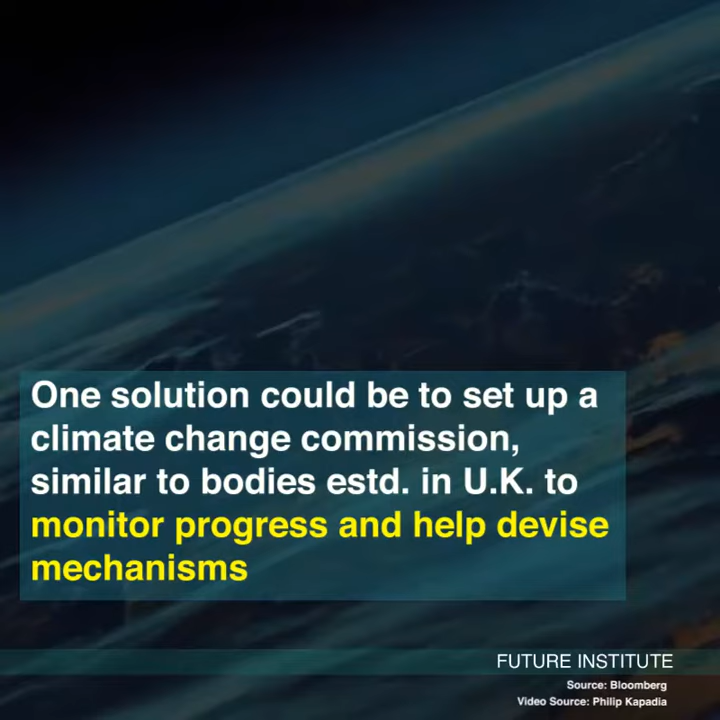 One solution could be to set up a
climate change commission,
similar to bodies estd. in U.K. to
monitor progress and help devise
mechanisms
FUTURE INSTITUTE
Source: Bloomberg
Video Source: Philip Kapadia